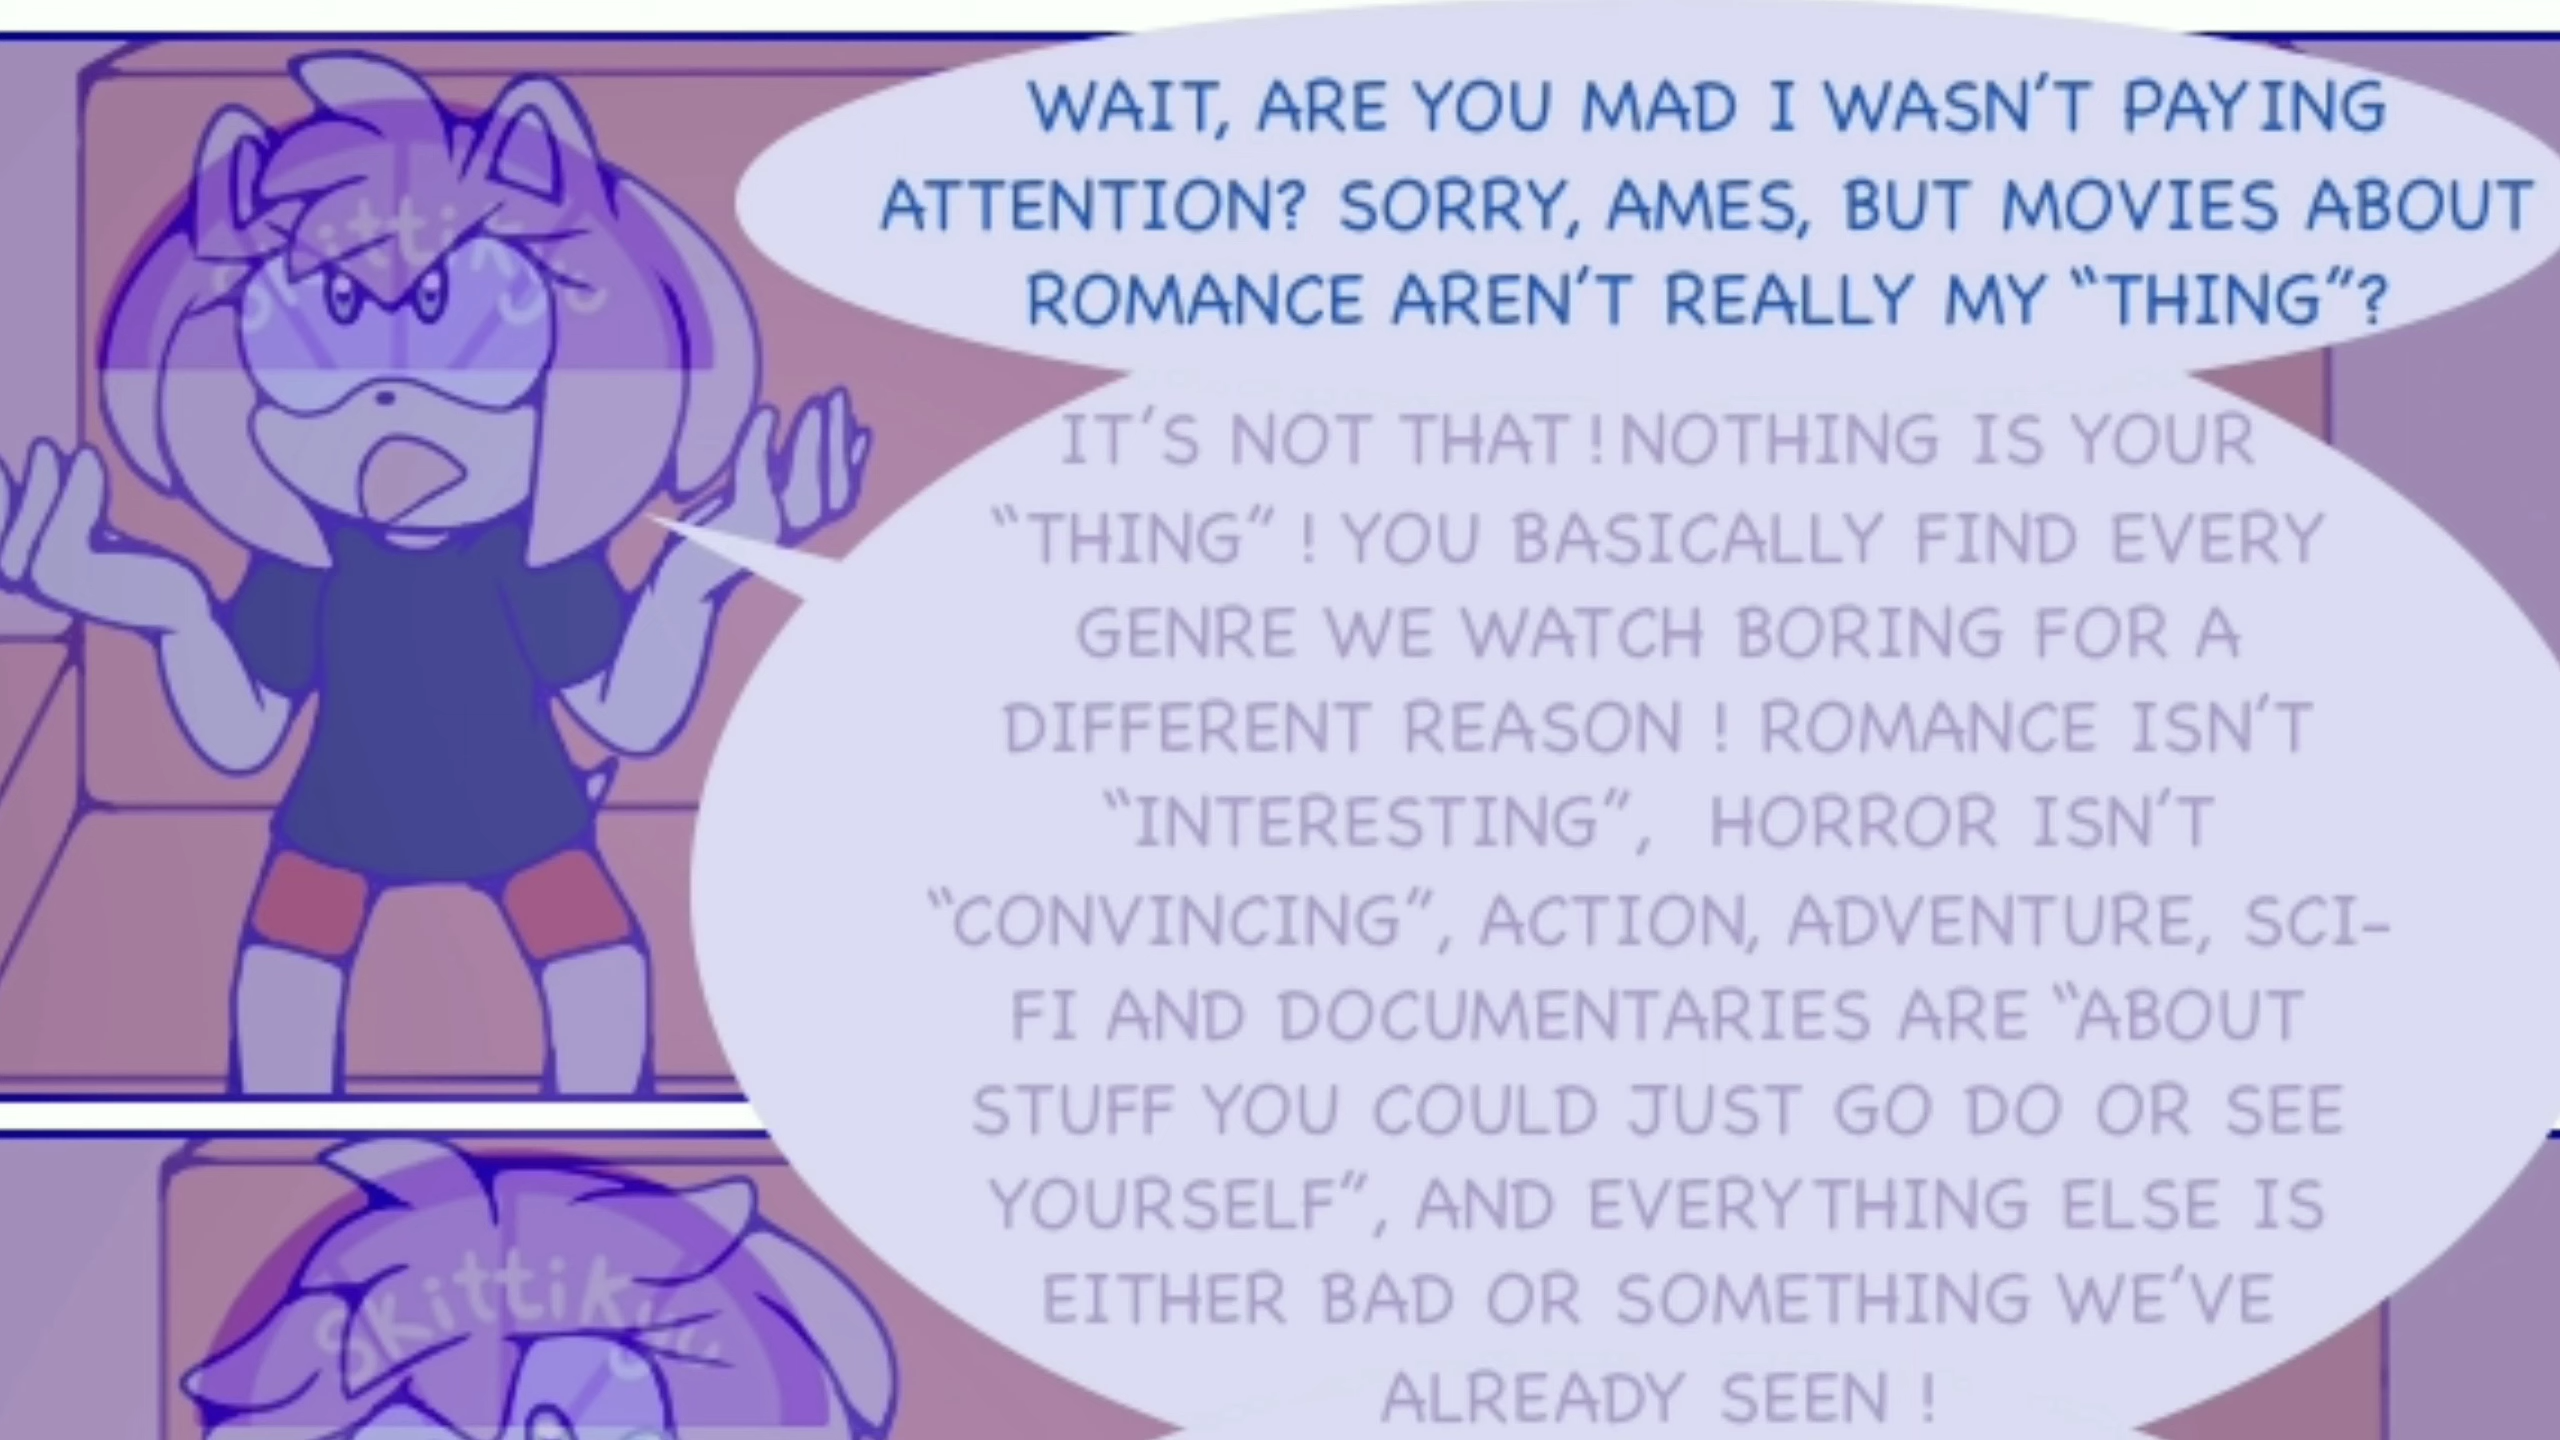 WAIT, ARE YOU MAD I WASN'T PAYING
ATTENTION? SORRY, AMES, BUT MOVIES ABOUT
ROMANCE AREN'T REALLY MY "THING"?
IT'S NOT THAT! NOTHING IS YOUR
"THING" ! YOU BASICALLY FIND EVERY
GENRE WE WATCH BORING FOR A
DIFFERENT REASON ! ROMANCE ISN'T
"INTERESTING", HORROR ISN'T
"CONVINCING", ACTION, ADVENTURE, SCI-
FI AND DOCUMENTARIES ARE "ABOUT
STUFF YOU COULD JUST GO DO OR SEE
YOURSELF", AND EVERYTHING ELSE IS
EITHER BAD OR SOMETHING WE'VE
ALREADY SEEN !